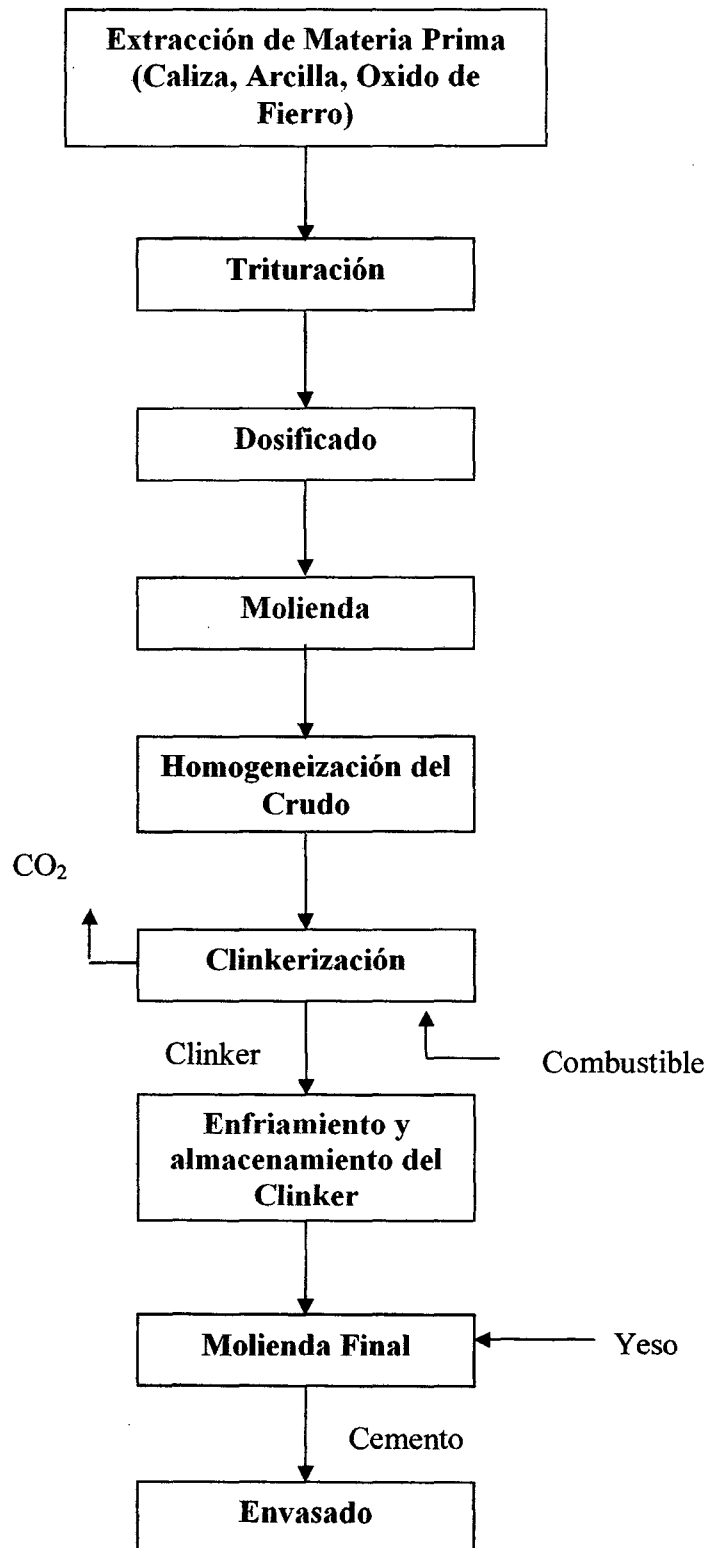 Extracción de Materia Prima
(Caliza, Arcilla, Oxido de
Fierro)
Trituración
Dosificado
Molienda
Homogeneización del
Crudo
CO₂
Clinkerización
Clinker
Combustible
Enfriamiento y
almacenamiento del
Clinker
Molienda Final
Yeso
Cemento
Envasado